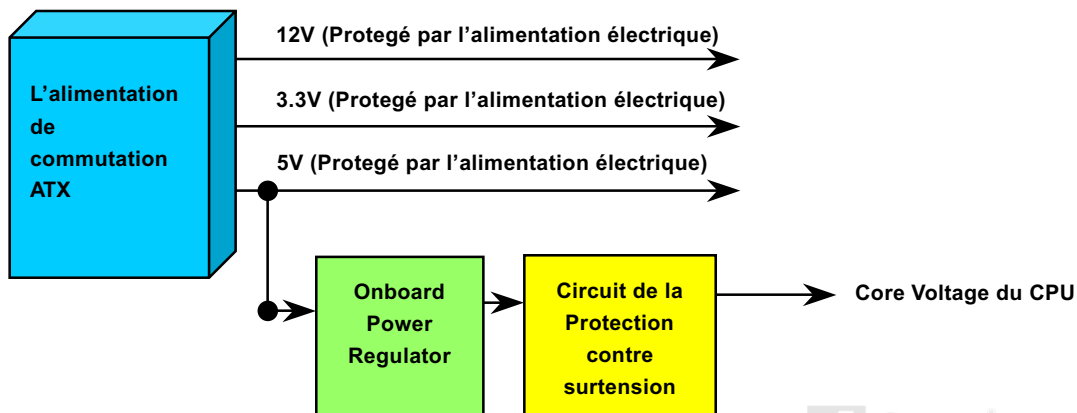 12V (Protegé par l'alimentation électrique)
L'alimentation
de
commutation
ATX
3.3V (Protegé par l'alimentation électrique)
5V (Protegé par l'alimentation électrique)
Onboard
Power
Regulator
Circuit de la
Protection
contre
surtension
Core Voltage du CPU